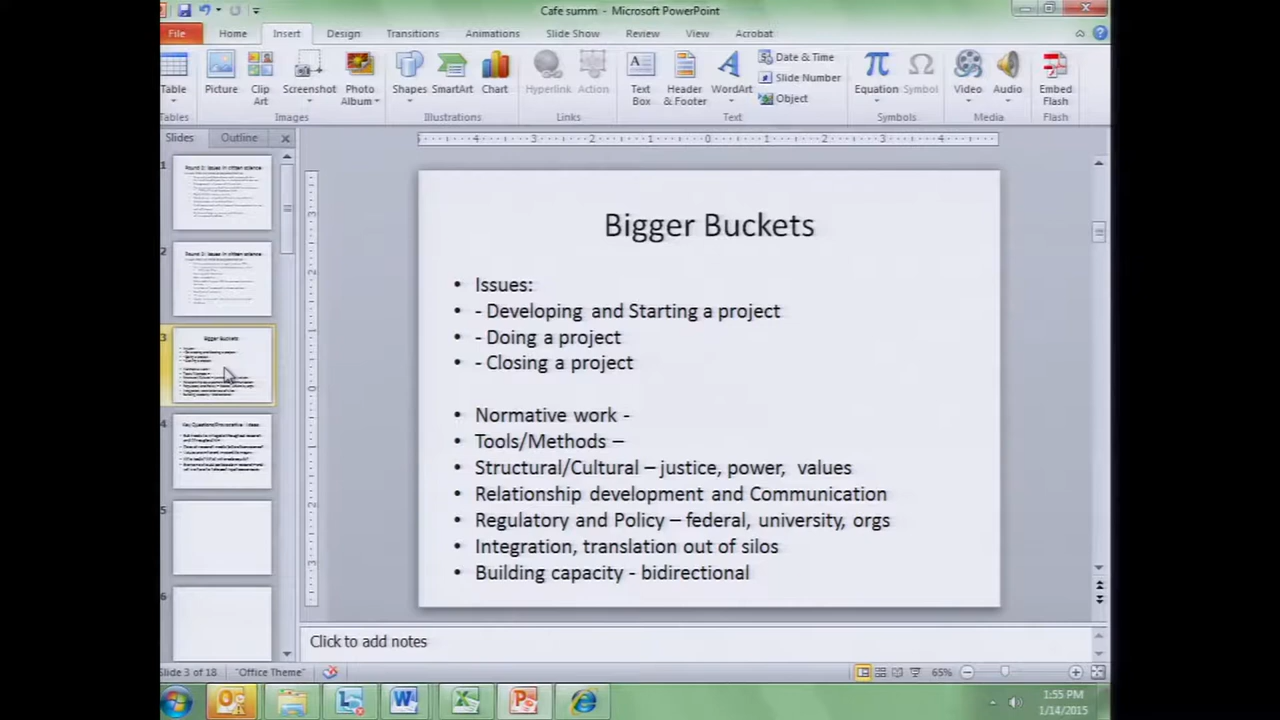 Cafe summ - Microsoft PowerPoint
File Home Insert Design Transitions Animations Slide Show Review View Acrobat
Table Picture Clip Art Screenshot Photo Album Shapes SmartArt Chart Hyperlink Action Text Box Header & Footer WordArt Date & Time Slide Number Object Equation Symbol Video Audio Embed Flash
Tables Images Illustrations Links Text Symbols Media Flash
Slides Outline
Bigger Buckets
• Issues:
• - Developing and Starting a project
• - Doing a project
• - Closing a project
• Normative work -
• Tools/Methods –
• Structural/Cultural – justice, power, values
• Relationship development and Communication
• Regulatory and Policy – federal, university, orgs
• Integration, translation out of silos
• Building capacity - bidirectional
Click to add notes
Slide 3 of 18 "Office Theme" 65%
1:55 PM
1/14/2015